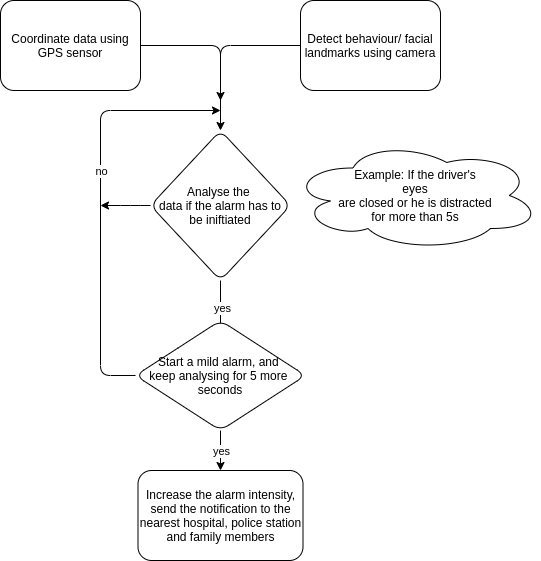 Coordinate data using
GPS sensor
Detect behaviour/ facial
landmarks using camera
no
Analyse the
data if the alarm has to
be iniftiated
Example: If the driver's
eyes
are closed or he is distracted
for more than 5s
yes
Start a mild alarm, and
keep analysing for 5 more
seconds
yes
Increase the alarm intensity,
send the notification to the
nearest hospital, police station
and family members